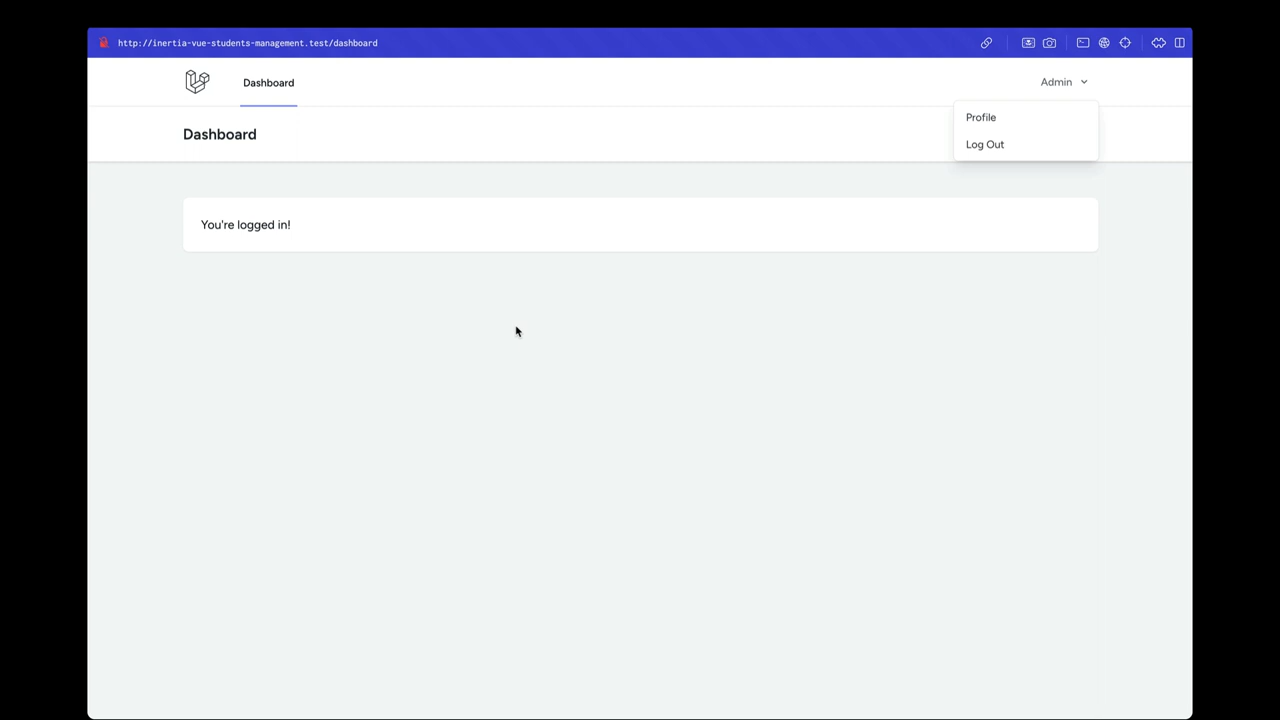 http://inertia-vue-students-management.test/dashboard
Dashboard
Admin
Profile
Log Out
Dashboard
You're logged in!